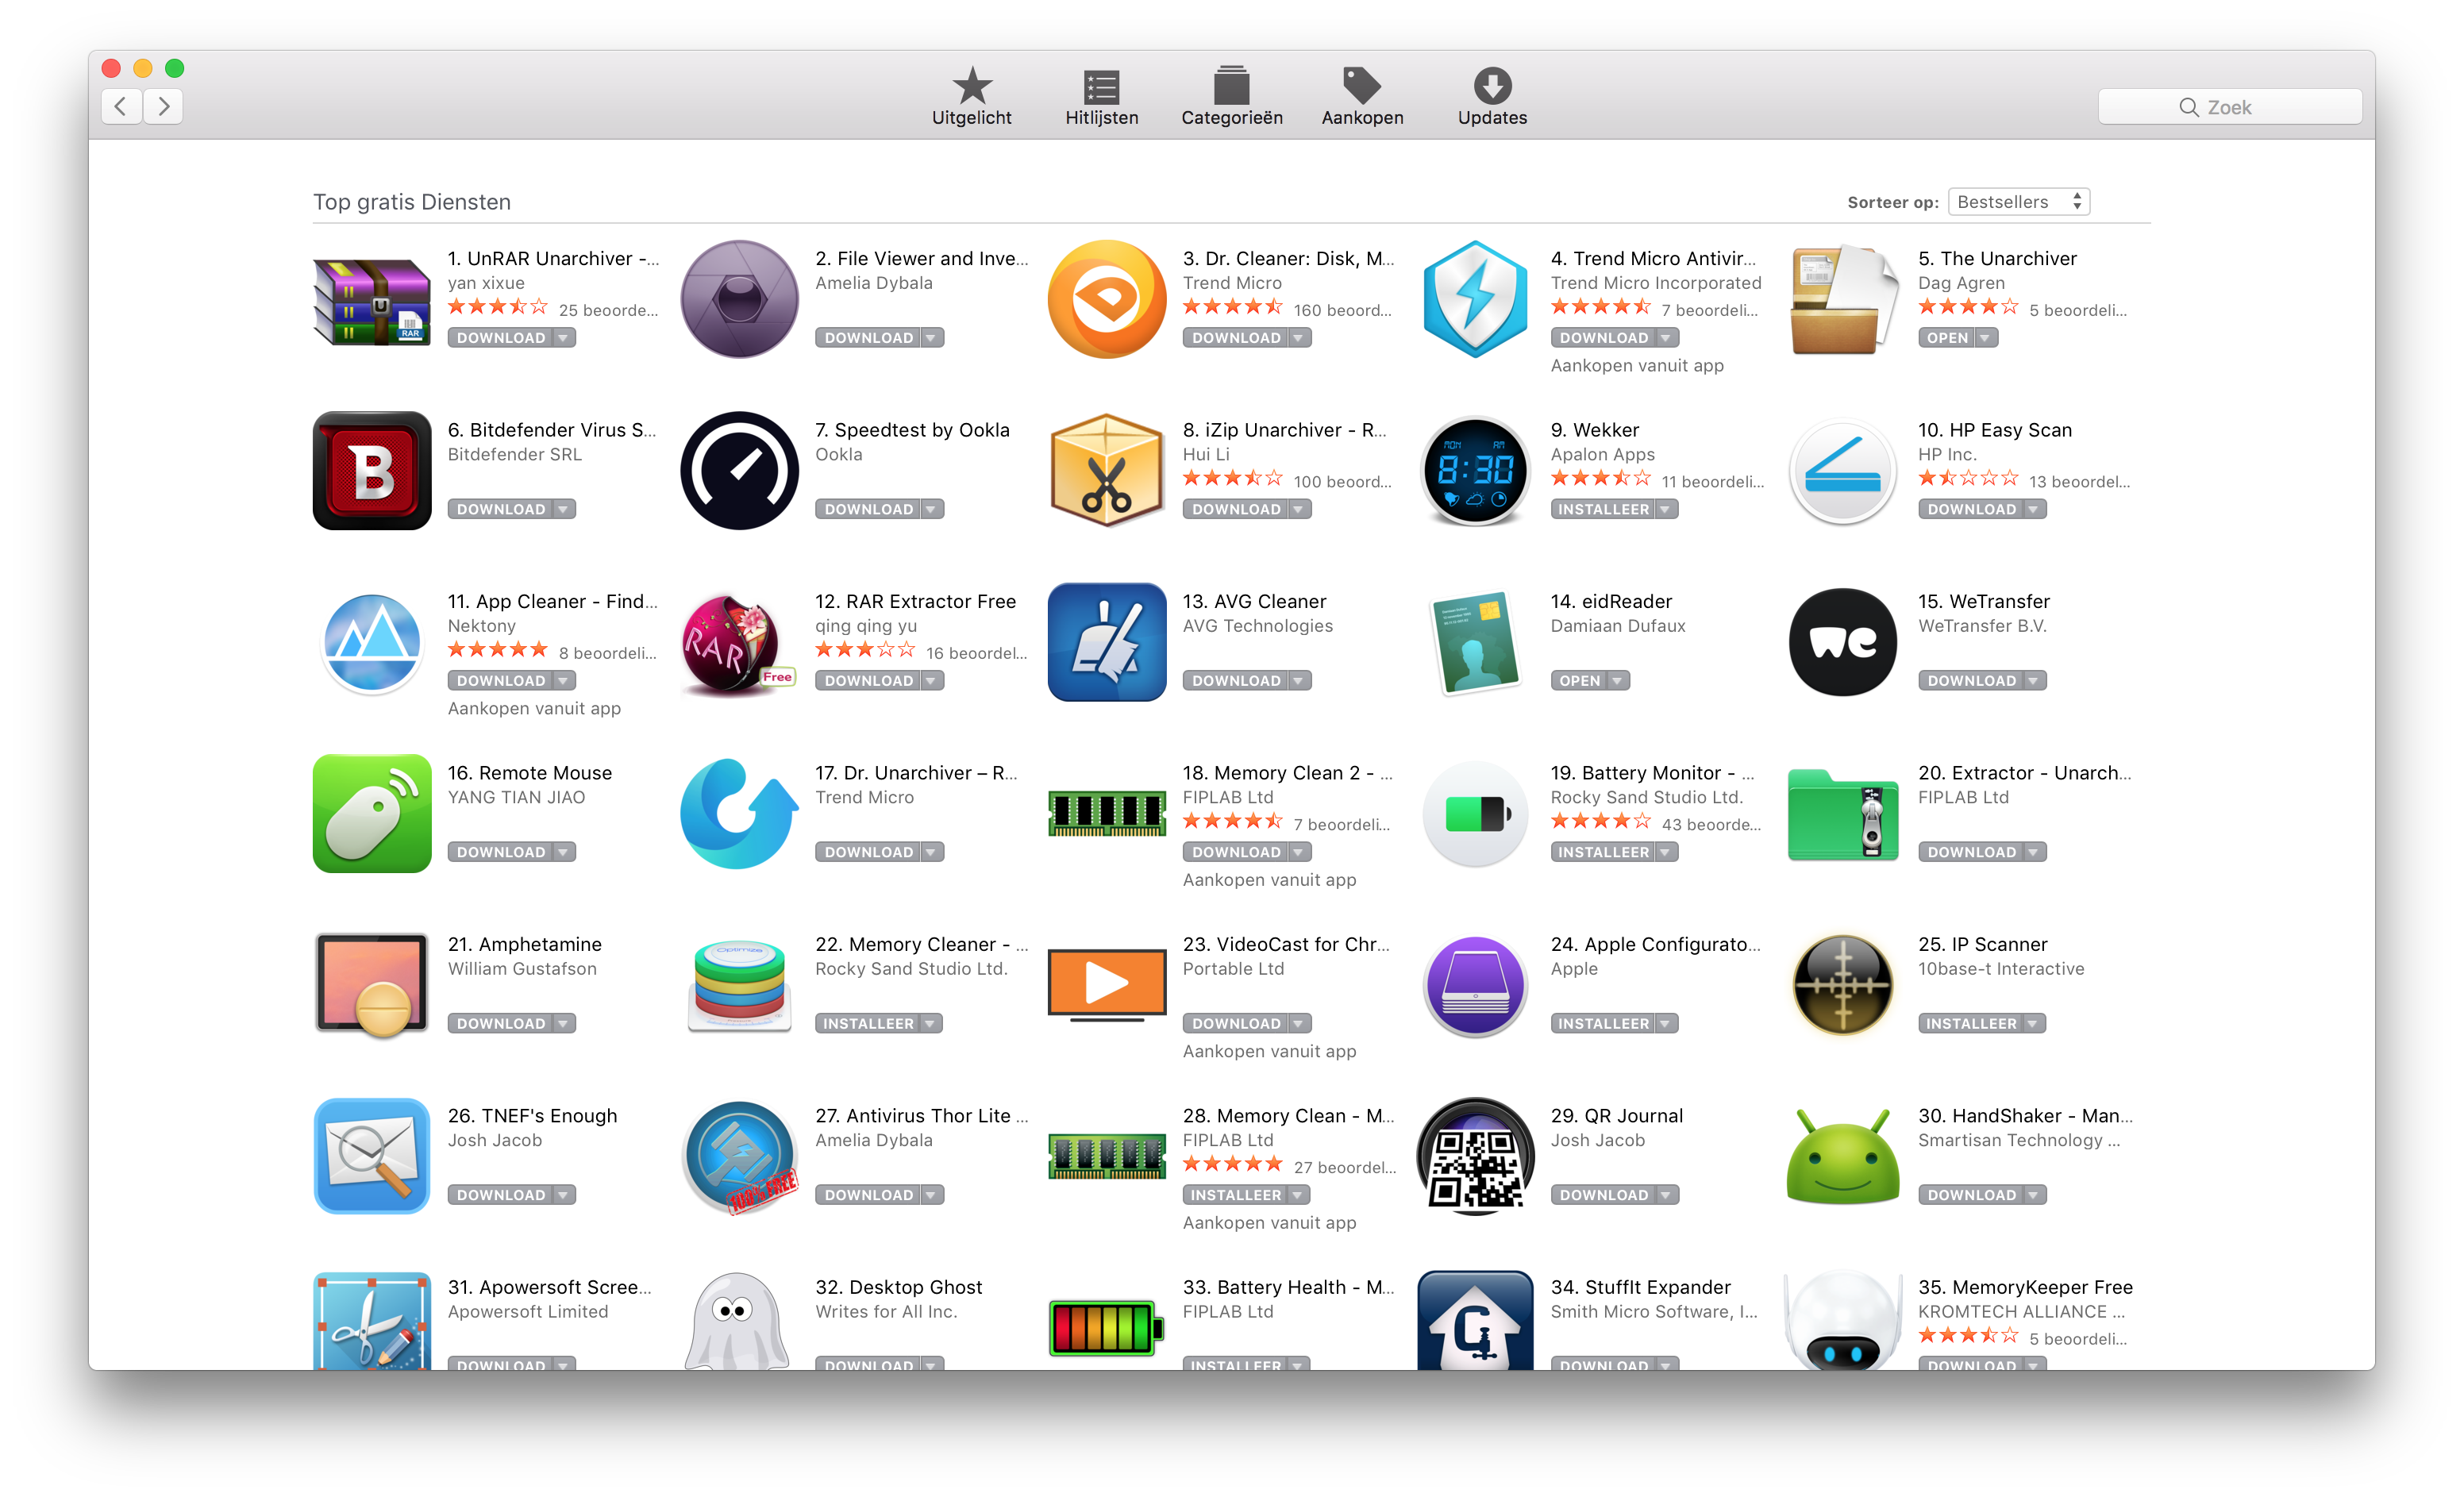 Uitgelicht
Hitlijsten
Categorieën
Aankopen
Updates
Zoek
Top gratis Diensten
Sorteer op: Bestsellers
1. UnRAR Unarchiver -...
yan xixue
25 beoorde...
DOWNLOAD
2. File Viewer and Inve...
Amelia Dybala
DOWNLOAD
3. Dr. Cleaner: Disk, M...
Trend Micro
160 beoord...
DOWNLOAD
4. Trend Micro Antivir...
Trend Micro Incorporated
7 beoordeli...
DOWNLOAD
Aankopen vanuit app
5. The Unarchiver
Dag Agren
5 beoordeli...
OPEN
RAR
6. Bitdefender Virus S...
Bitdefender SRL
DOWNLOAD
B
7. Speedtest by Ookla
Ookla
DOWNLOAD
8. iZip Unarchiver - R...
Hui Li
100 beoord...
DOWNLOAD
9. Wekker
Apalon Apps
11 beoordeli...
INSTALLEER
MON AM
8:30
10. HP Easy Scan
HP Inc.
13 beoordel...
DOWNLOAD
11. App Cleaner - Find...
Nektony
8 beoordeli...
DOWNLOAD
Aankopen vanuit app
12. RAR Extractor Free
qing qing yu
16 beoordel...
DOWNLOAD
RAR
Free
13. AVG Cleaner
AVG Technologies
DOWNLOAD
14. eidReader
Damiaan Dufaux
OPEN
15. WeTransfer
WeTransfer B.V.
DOWNLOAD
we
16. Remote Mouse
YANG TIAN JIAO
DOWNLOAD
17. Dr. Unarchiver – R...
Trend Micro
DOWNLOAD
18. Memory Clean 2 - ...
FIPLAB Ltd
7 beoordeli...
DOWNLOAD
Aankopen vanuit app
19. Battery Monitor - ...
Rocky Sand Studio Ltd.
43 beoorde...
INSTALLEER
20. Extractor - Unarch...
FIPLAB Ltd
DOWNLOAD
21. Amphetamine
William Gustafson
DOWNLOAD
22. Memory Cleaner - ...
Rocky Sand Studio Ltd.
INSTALLEER
Optimize
23. VideoCast for Chr...
Portable Ltd
DOWNLOAD
Aankopen vanuit app
24. Apple Configurato...
Apple
INSTALLEER
25. IP Scanner
10base-t Interactive
INSTALLEER
26. TNEF's Enough
Josh Jacob
DOWNLOAD
27. Antivirus Thor Lite ...
Amelia Dybala
DOWNLOAD
100% FREE
28. Memory Clean - M...
FIPLAB Ltd
27 beoordel...
INSTALLEER
Aankopen vanuit app
29. QR Journal
Josh Jacob
DOWNLOAD
30. HandShaker - Man...
Smartisan Technology ...
DOWNLOAD
31. Apowersoft Scree...
Apowersoft Limited
DOWNLOAD
32. Desktop Ghost
Writes for All Inc.
DOWNLOAD
33. Battery Health - M...
FIPLAB Ltd
INSTALLEER
34. StuffIt Expander
Smith Micro Software, I...
DOWNLOAD
35. MemoryKeeper Free
KROMTECH ALLIANCE ...
5 beoordeli...
DOWNLOAD